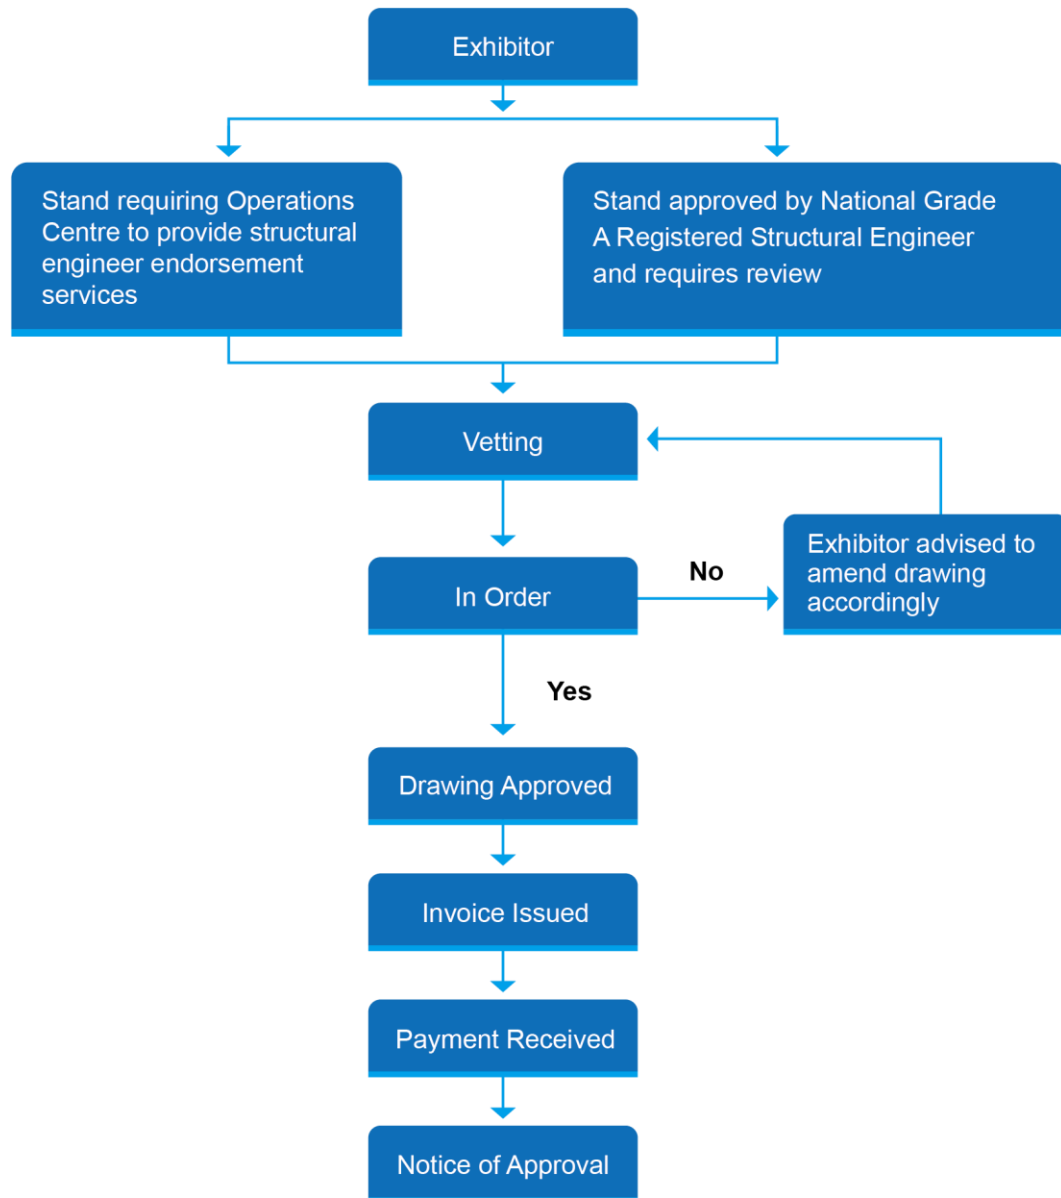 Exhibitor
Stand requiring Operations
Centre to provide structural
engineer endorsement
services
Stand approved by National Grade
A Registered Structural Engineer
and requires review
Vetting
In Order
No
Exhibitor advised to
amend drawing
accordingly
Yes
Drawing Approved
Invoice Issued
Payment Received
Notice of Approval